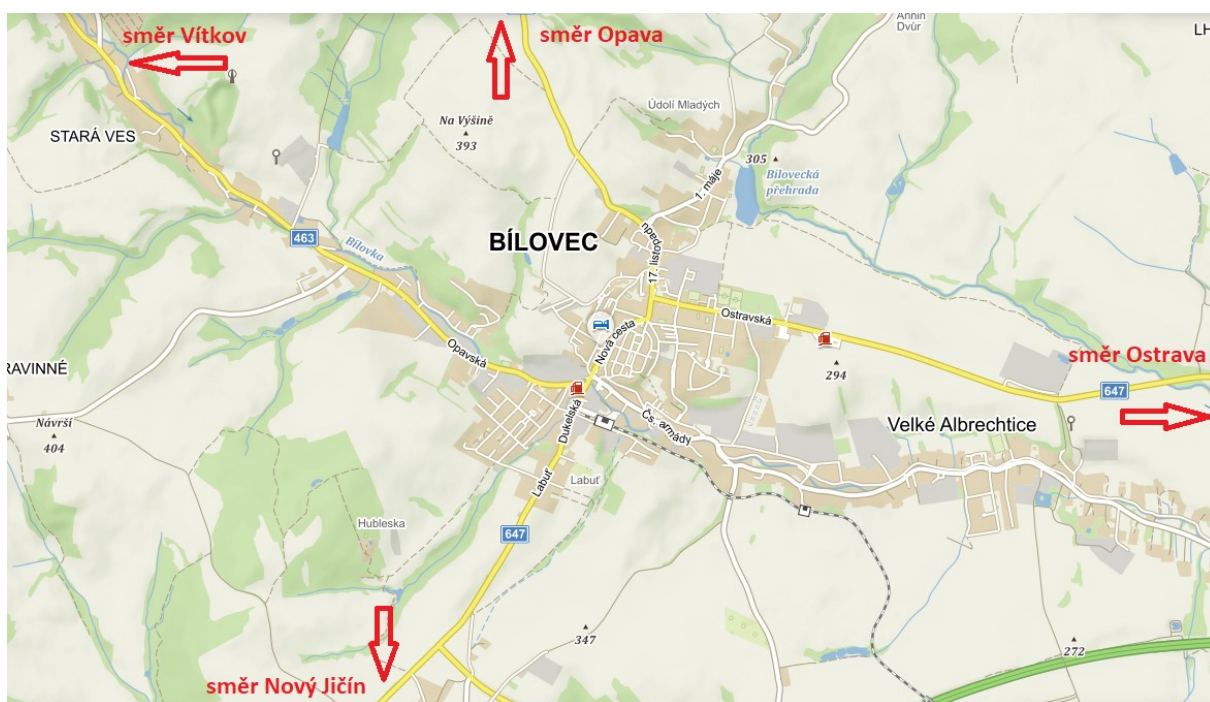 směr Vítkov
směr Opava
Annín
Dvůr
LH
STARÁ VES
Na Výšině
393
Údolí Mladých
305
Bílovecká
přehrada
1. máje
463
Bílovka
BÍLOVEC
17. listopadu
Ostravská
Nová cesta
Opavská
294
směr Ostrava
647
RAVINNÉ
Návrší
404
Dukelská
Čs. armády
Velké Albrechtice
Labuť
Labuť
Hubleska
647
347
272
směr Nový Jičín